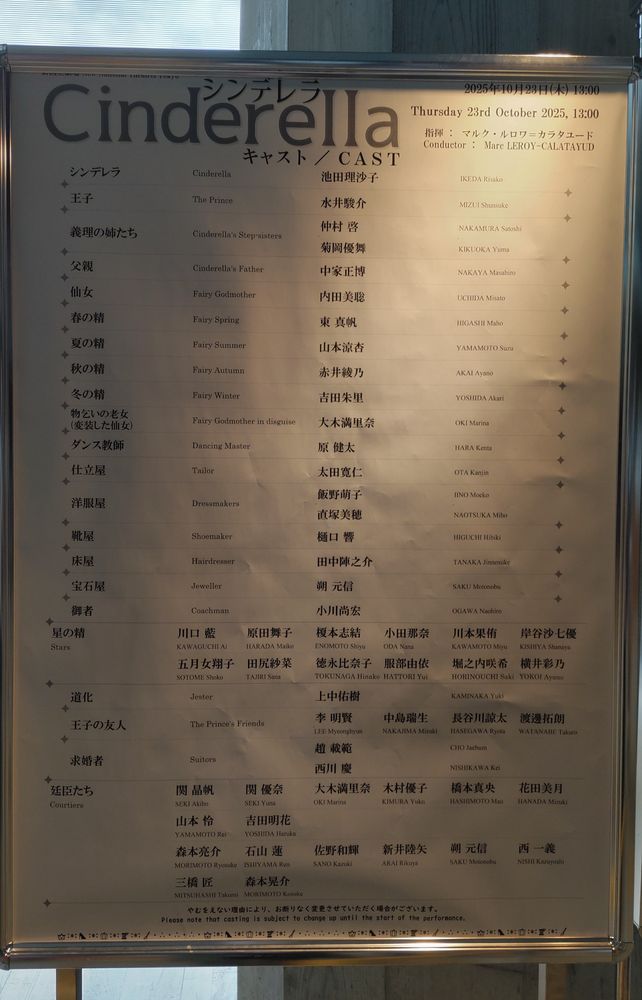 シンデレラ
Cinderella
キャスト／CAST
2025年10月23日(木) 13:00
Thursday 23rd October 2025, 13:00
指揮 ： マルク・ルロワ＝カラタユード
Conductor ： Marc LEROY-CALATAYUD
シンデレラ Cinderella 池田理沙子 IKEDA Risako
王子 The Prince 水井駿介 MIZUI Shunsuke
義理の姉たち Cinderella's Step-sisters 仲村 啓 NAKAMURA Satoshi
菊岡優舞 KIKUOKA Yuma
父親 Cinderella's Father 中家正博 NAKAYA Masahiro
仙女 Fairy Godmother 内田美聡 UCHIDA Misato
春の精 Fairy Spring 東 真帆 HIGASHI Maho
夏の精 Fairy Summer 山本涼杏 YAMAMOTO Suzu
秋の精 Fairy Autumn 赤井綾乃 AKAI Ayano
冬の精 Fairy Winter 吉田朱里 YOSHIDA Akari
物乞いの老女
(変装した仙女) Fairy Godmother in disguise 大木満里奈 OKI Marina
ダンス教師 Dancing Master 原 健太 HARA Kenta
仕立屋 Tailor 太田寛仁 OTA Kanjin
洋服屋 Dressmakers 飯野萌子 IINO Moeko
直塚美穂 NAOTSUKA Miho
靴屋 Shoemaker 樋口 響 HIGUCHI Hibiki
床屋 Hairdresser 田中陣之介 TANAKA Jinnosuke
宝石屋 Jeweller 朔 元信 SAKU Motonobu
御者 Coachman 小川尚宏 OGAWA Naohiro
星の精 川口 藍 原田舞子 榎本志結 小田那奈 川本果侑 岸谷沙七優
Stars KAWAGUCHI Ai HARADA Maiko ENOMOTO Shiyu ODA Nana KAWAMOTO Miyu KISHIYA Shanayu
五月女翔子 田尻紗菜 徳永比奈子 服部由依 堀之内咲希 横井彩乃
SOTOME Shoko TAJIRI Sana TOKUNAGA Hinako HATTORI Yui HORINOUCHI Saki YOKOI Ayano
道化 Jester 上中佑樹 KAMINAKA Yuki
王子の友人 The Prince's Friends 李 明賢 中島瑞生 長谷川諒太 渡邊拓朗
LEE Myeonghyun NAKAJIMA Mizuki HASEGAWA Ryota WATANABE Takuro
求婚者 Suitors 趙 載範 CHO Jaebum
西川 慶 NISHIKAWA Kei
廷臣たち 関 晶帆 関 優奈 大木満里奈 木村優子 橋本真央 花田美月
Courtiers SEKI Akiho SEKI Yuna OKI Marina KIMURA Yuko HASHIMOTO Mao HANADA Mizuki
山本 怜 吉田明花
YAMAMOTO Rei YOSHIDA Haruka
森本亮介 石山 蓮 佐野和輝 新井陸矢 朔 元信 西 一義
MORIMOTO Ryosuke ISHIYAMA Ren SANO Kazuki ARAI Rikuya SAKU Motonobu NISHI Kazuyoshi
三橋 匠 森本晃介
MITSUHASHI Takumi MORIMOTO Kosuke
やむをえない理由により、お断りなく変更させていただく場合がございます。
Please note that casting is subject to change up until the start of the performance.